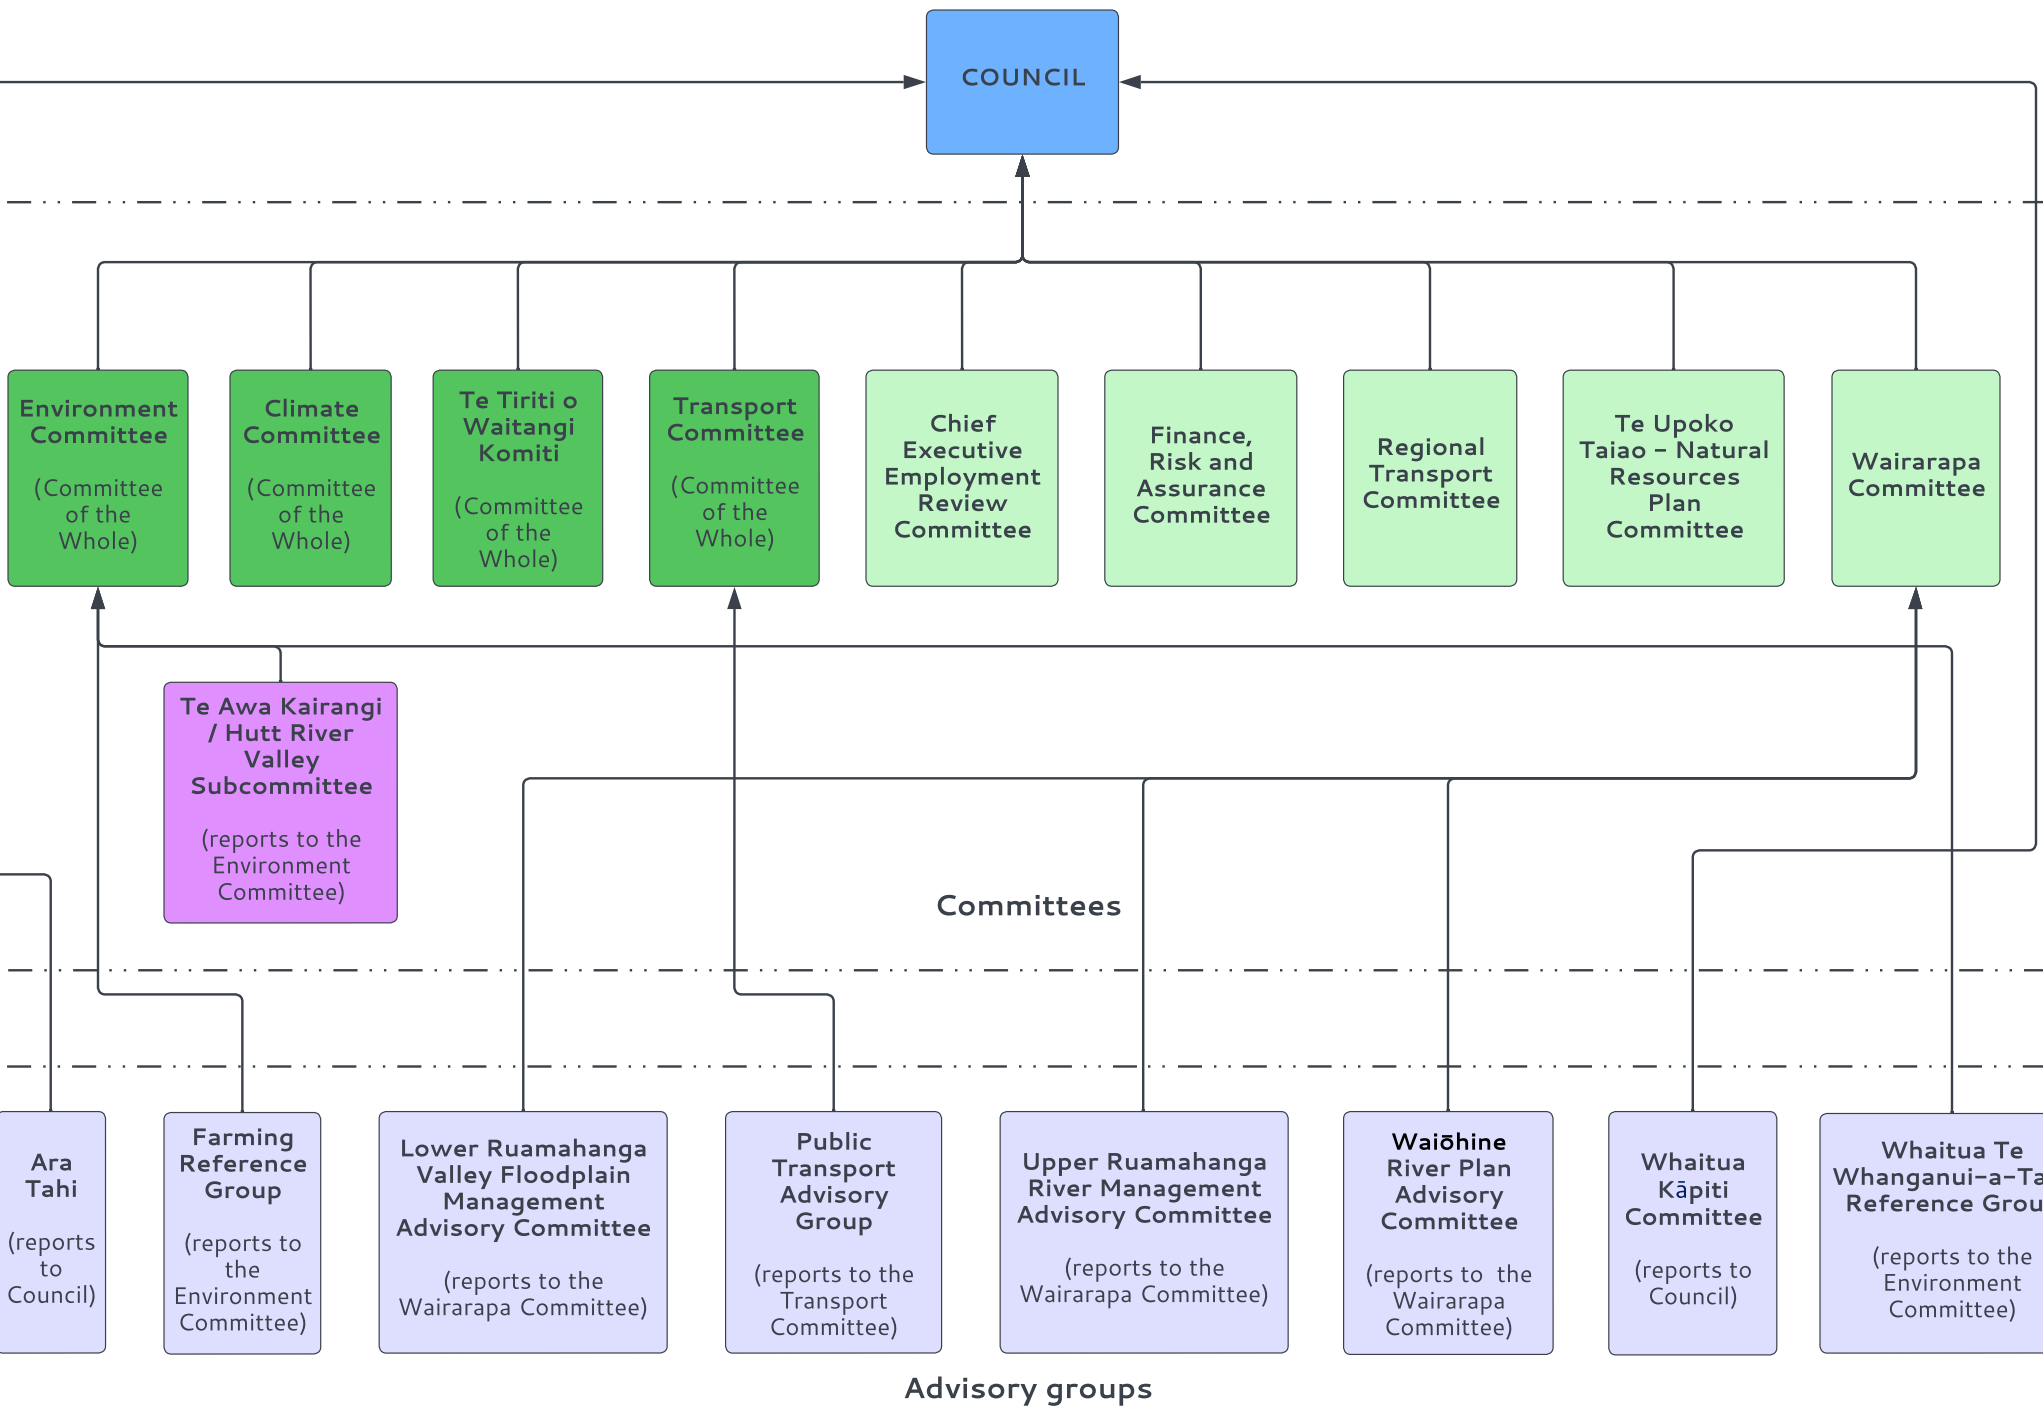 COUNCIL
Environment
Committee
(Committee
of the
Whole)
Climate
Committee
(Committee
of the
Whole)
Te Tiriti o
Waitangi
Komiti
(Committee
of the
Whole)
Transport
Committee
(Committee
of the
Whole)
Chief
Executive
Employment
Review
Committee
Finance,
Risk and
Assurance
Committee
Regional
Transport
Committee
Te Upoko
Taiao – Natural
Resources
Plan
Committee
Wairarapa
Committee
Te Awa Kairangi
/ Hutt River
Valley
Subcommittee
(reports to the
Environment
Committee)
Committees
Ara
Tahi
(reports
to
Council)
Farming
Reference
Group
(reports to
the
Environment
Committee)
Lower Ruamahanga
Valley Floodplain
Management
Advisory Committee
(reports to the
Wairarapa Committee)
Public
Transport
Advisory
Group
(reports to the
Transport
Committee)
Upper Ruamahanga
River Management
Advisory Committee
(reports to the
Wairarapa Committee)
Waiōhine
River Plan
Advisory
Committee
(reports to the
Wairarapa
Committee)
Whaitua
Kāpiti
Committee
(reports to
Council)
Whaitua Te
Whanganui-a-Ta
Reference Grou
(reports to the
Environment
Committee)
Advisory groups